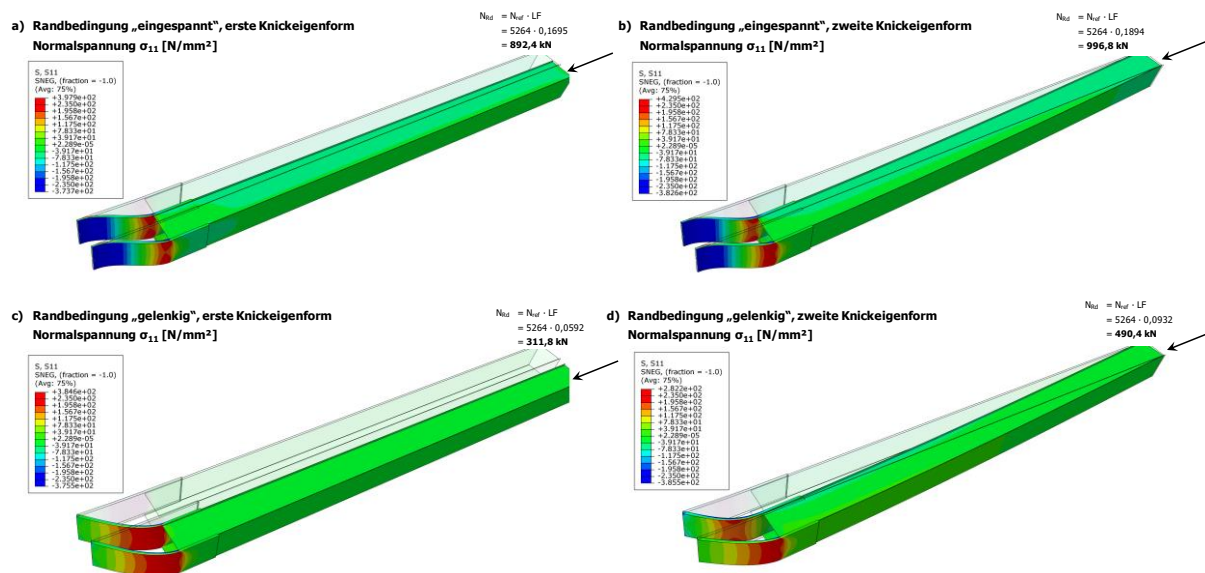 a) Randbedingung „eingespannt“, erste Knickeigenform
Normalspannung σ₁₁ [N/mm²]
N_Rd = N_ref · LF
= 5264 · 0,1695
= 892,4 kN
S, S11
SNEG, (fraction = -1.0)
(Avg: 75%)
+3.979e+02
+2.350e+02
+1.958e+02
+1.567e+02
+1.175e+02
+7.833e+01
+3.917e+01
+2.289e-05
-3.917e+01
-7.833e+01
-1.175e+02
-1.567e+02
-1.958e+02
-2.350e+02
-3.737e+02
b) Randbedingung „eingespannt“, zweite Knickeigenform
Normalspannung σ₁₁ [N/mm²]
N_Rd = N_ref · LF
= 5264 · 0,1894
= 996,8 kN
S, S11
SNEG, (fraction = -1.0)
(Avg: 75%)
+4.295e+02
+2.350e+02
+1.958e+02
+1.567e+02
+1.175e+02
+7.833e+01
+3.917e+01
+2.289e-05
-3.917e+01
-7.833e+01
-1.175e+02
-1.567e+02
-1.958e+02
-2.350e+02
-3.826e+02
c) Randbedingung „gelenkig“, erste Knickeigenform
Normalspannung σ₁₁ [N/mm²]
N_Rd = N_ref · LF
= 5264 · 0,0592
= 311,8 kN
S, S11
SNEG, (fraction = -1.0)
(Avg: 75%)
+3.846e+02
+2.350e+02
+1.958e+02
+1.567e+02
+1.175e+02
+7.833e+01
+3.917e+01
+2.289e-05
-3.917e+01
-7.833e+01
-1.175e+02
-1.567e+02
-1.958e+02
-2.350e+02
-3.755e+02
d) Randbedingung „gelenkig“, zweite Knickeigenform
Normalspannung σ₁₁ [N/mm²]
N_Rd = N_ref · LF
= 5264 · 0,0932
= 490,4 kN
S, S11
SNEG, (fraction = -1.0)
(Avg: 75%)
+2.822e+02
+2.350e+02
+1.958e+02
+1.567e+02
+1.175e+02
+7.833e+01
+3.917e+01
+2.289e-05
-3.917e+01
-7.833e+01
-1.175e+02
-1.567e+02
-1.958e+02
-2.350e+02
-3.855e+02